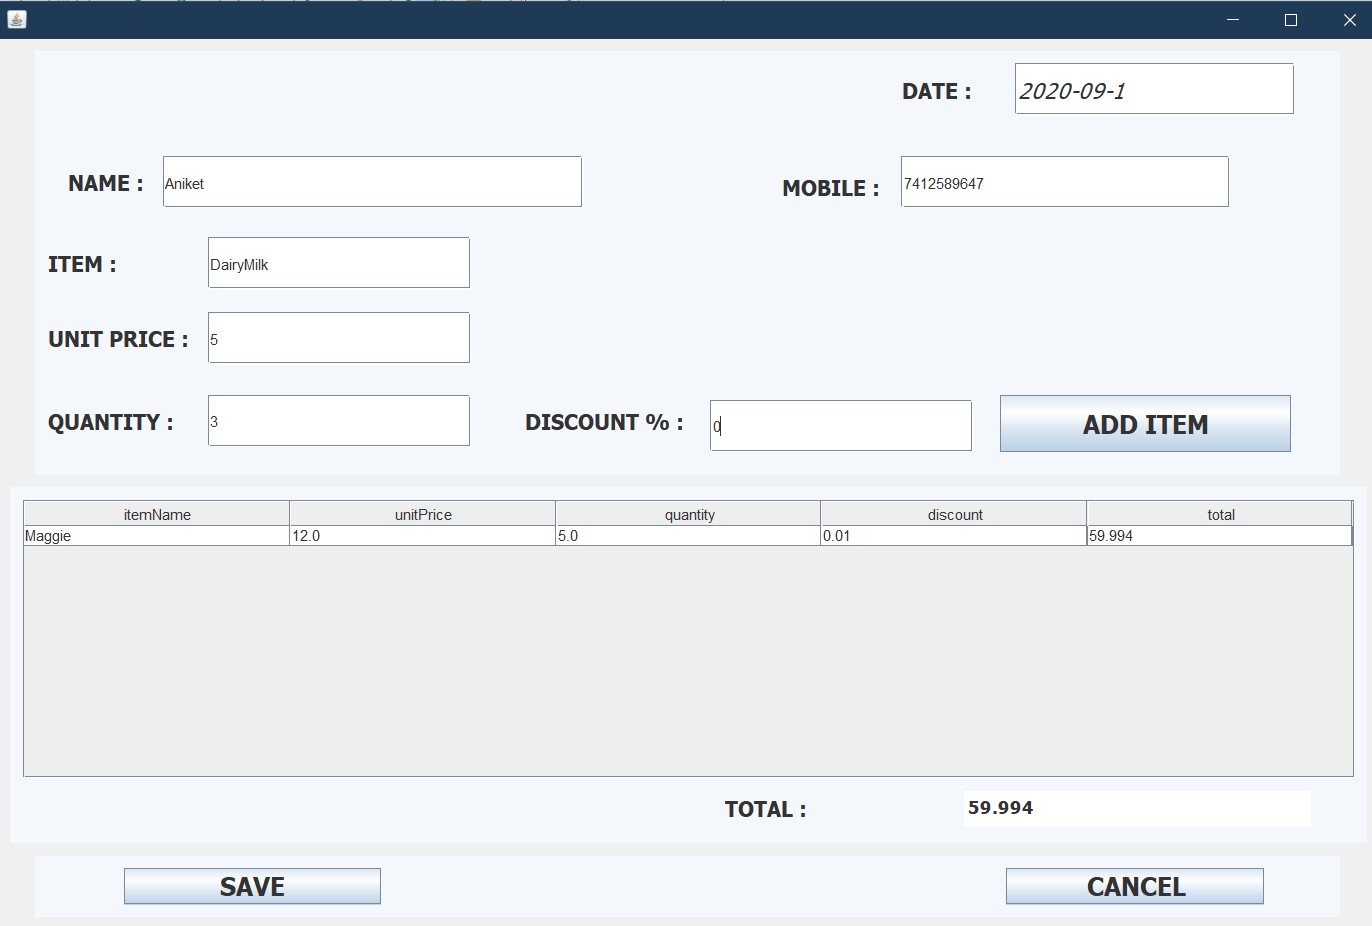 DATE : 2020-09-1
NAME : Aniket MOBILE : 7412589647
ITEM : DairyMilk
UNIT PRICE : 5
QUANTITY : 3 DISCOUNT % : 0 ADD ITEM
itemName unitPrice quantity discount total
Maggie 12.0 5.0 0.01 59.994
TOTAL : 59.994
SAVE CANCEL